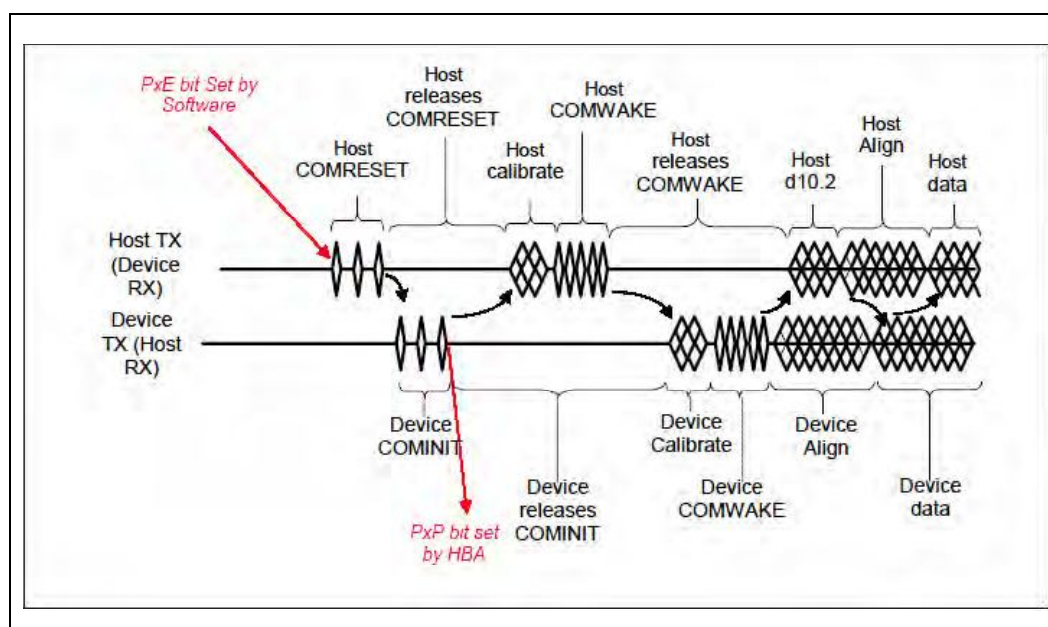 PxE bit Set by
Software
Host
COMRESET
Host
releases
COMRESET
Host
calibrate
Host
COMWAKE
Host
releases
COMWAKE
Host
d10.2
Host
Align
Host
data
Host TX
(Device
RX)
Device
TX (Host
RX)
Device
COMINIT
PxP bit set
by HBA
Device
releases
COMINIT
Device
Calibrate
Device
COMWAKE
Device
Align
Device
data